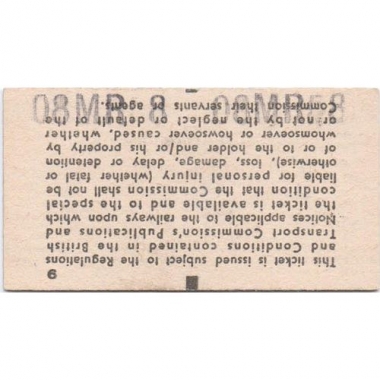 6
This ticket is issued subject to the Regulations
and Conditions contained in the British
Transport Commission's Publications and
Notices applicable to the railways upon which
the ticket is available and to the special
condition that the Commission shall not be
liable for personal injury (whether fatal or
otherwise), loss, damage, delay or detention
of or to the holder and/or his property by
whomsoever or howsoever caused, whether
or not by the neglect or default of the
Commission their servants or agents.